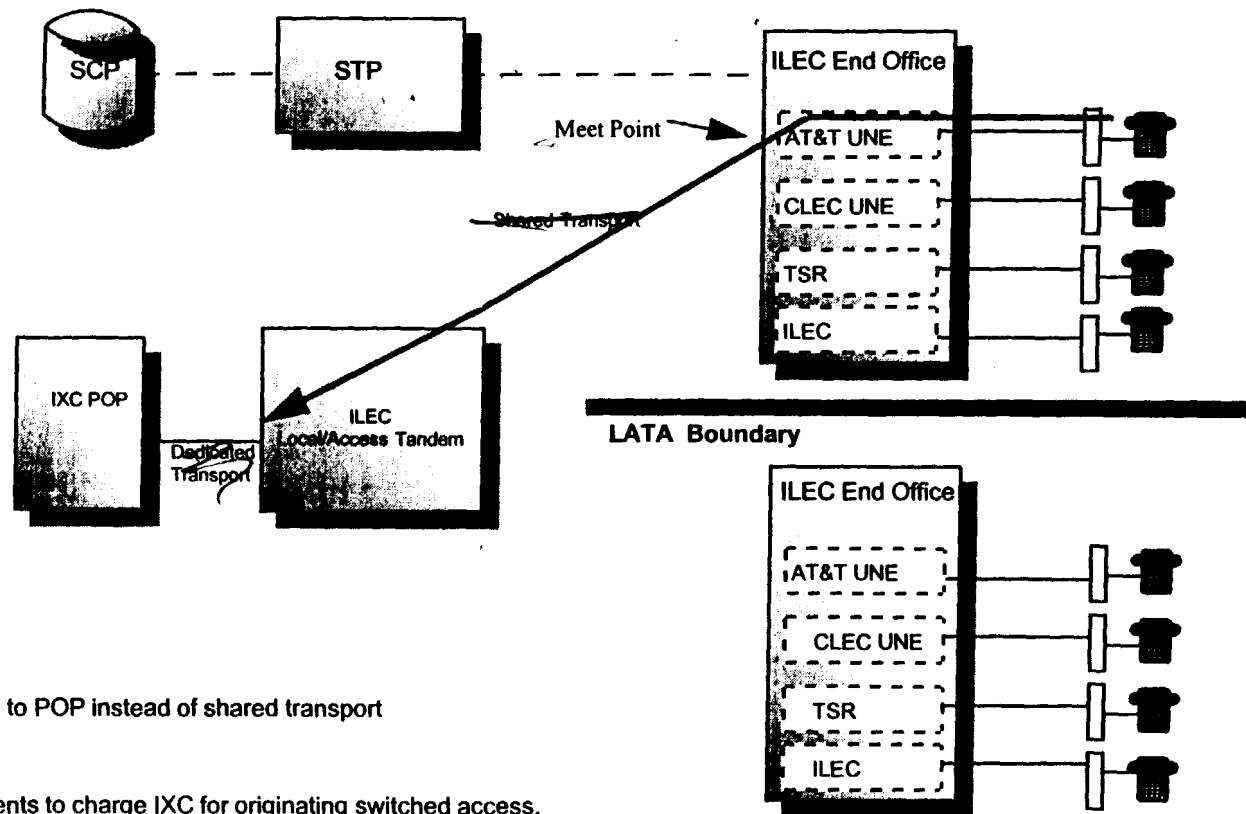 SCP
STP
ILEC End Office
Meet Point
AT&T UNE
CLEC UNE
TSR
ILEC
Shared Transport
IXC POP
Dedicated
Transport
ILEC
Local/Access Tandem
LATA Boundary
ILEC End Office
AT&T UNE
CLEC UNE
TSR
ILEC
to POP instead of shared transport
ents to charge IXC for originating switched access.